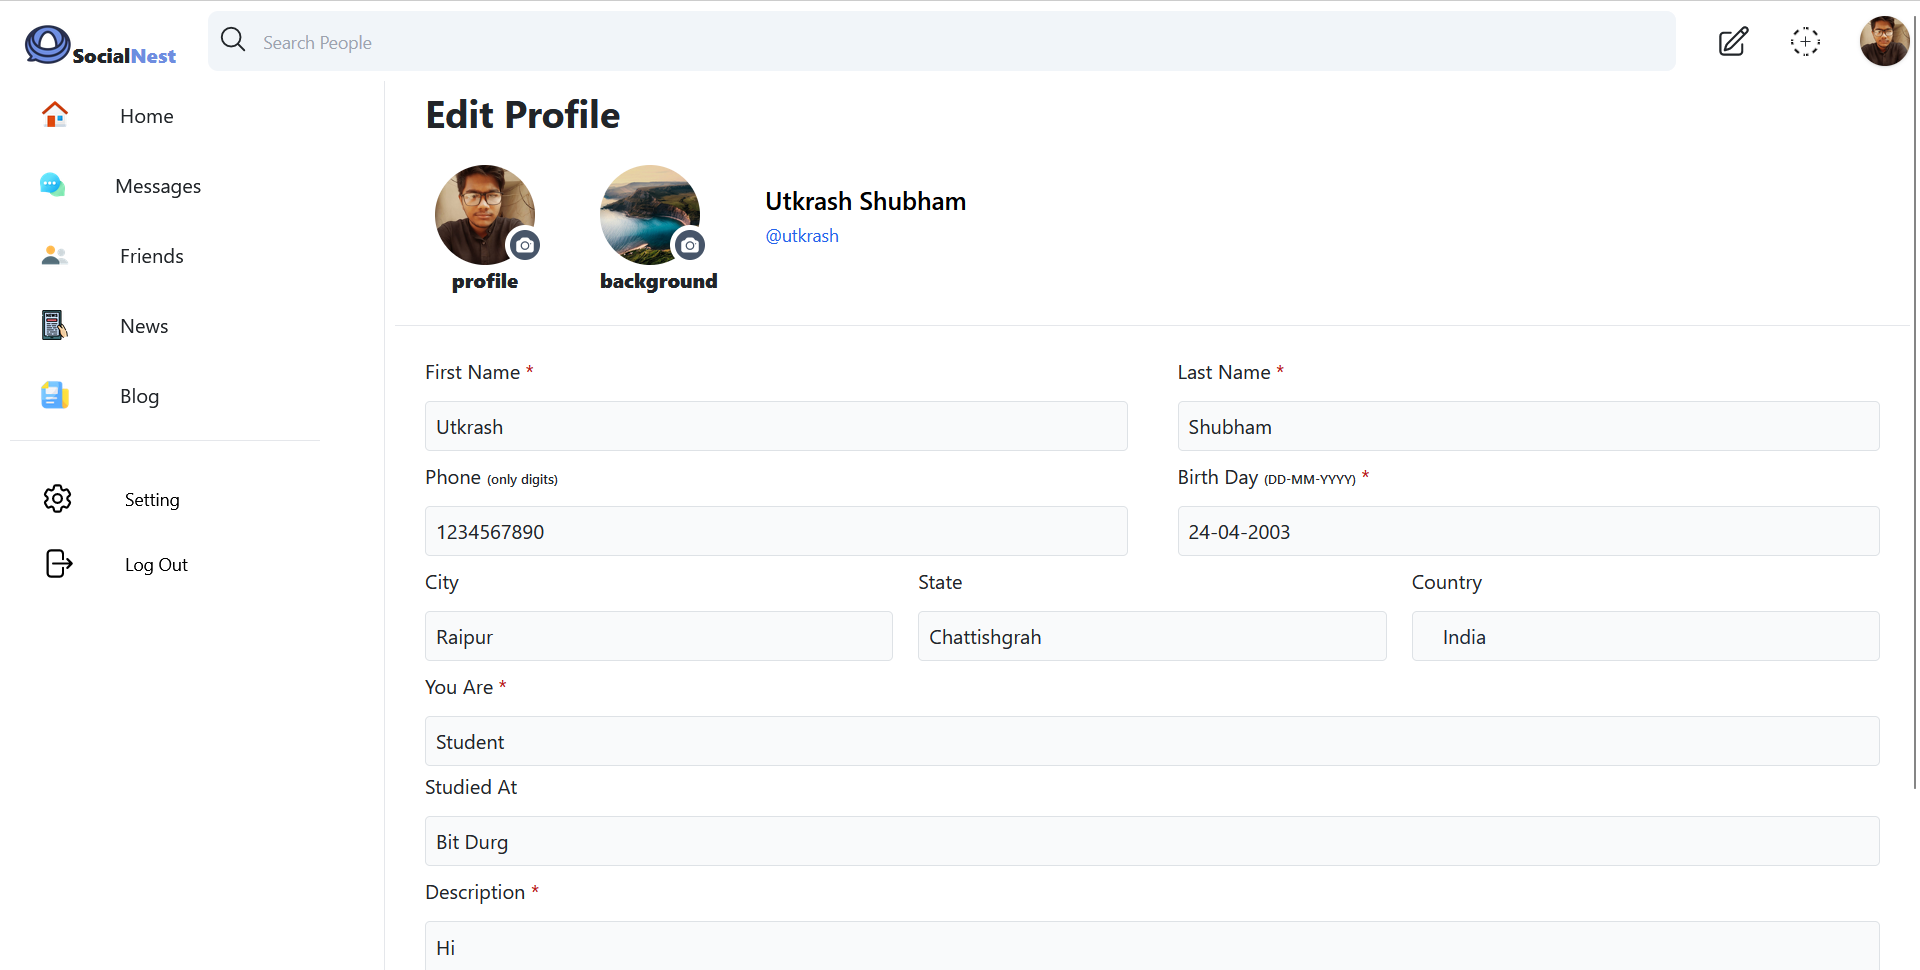 SocialNest
Search People
Home
Messages
Friends
News
Blog
Setting
Log Out
Edit Profile
profile
background
Utkrash Shubham
@utkrash
First Name *
Last Name *
Utkrash
Shubham
Phone (only digits)
Birth Day (DD-MM-YYYY) *
1234567890
24-04-2003
City
State
Country
Raipur
Chattishgrah
India
You Are *
Student
Studied At
Bit Durg
Description *
Hi